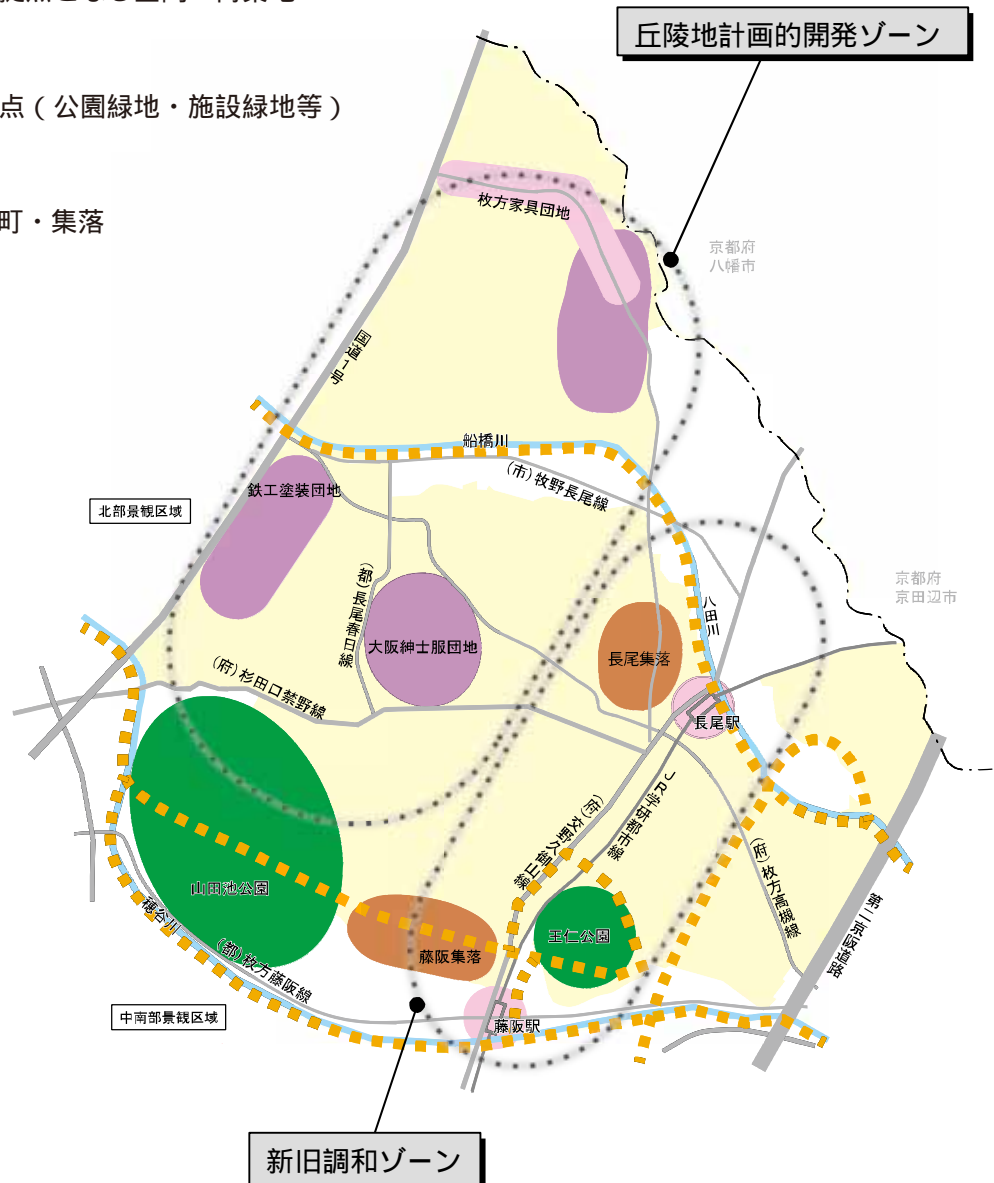 丘陵地計画的開発ゾーン
点（公園緑地・施設緑地等）
町・集落
枚方家具団地
京都府
八幡市
国道1号
船橋川
(市)牧野長尾線
鉄工塗装団地
北部景観区域
(都)長尾春日線
大阪紳士服団地
長尾集落
八田川
京都府
京田辺市
(府)杉田口禁野線
長尾駅
JR学研都市線
(府)交野久御山線
(府)枚方高槻線
山田池公園
穂谷川
(都)枚方藤阪線
藤阪集落
王仁公園
第二京阪道路
中南部景観区域
藤阪駅
新旧調和ゾーン